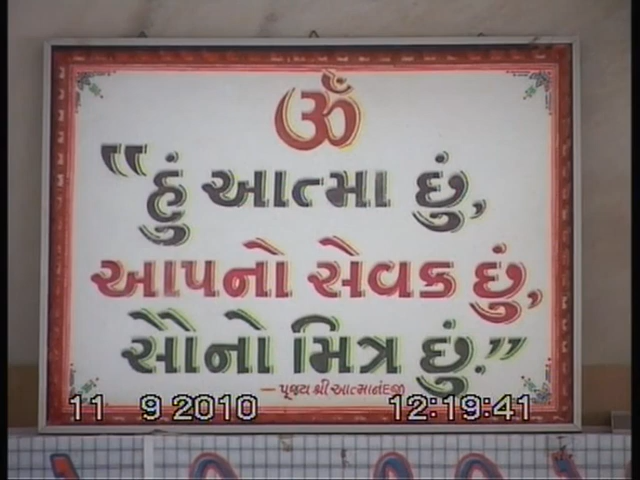 ૐ
“હું આત્મા છું,
આપનો સેવક છું,
સૌનો મિત્ર છું.”
— પૂજ્ય શ્રી આત્માનંદજી
11 9 2010 12:19:41